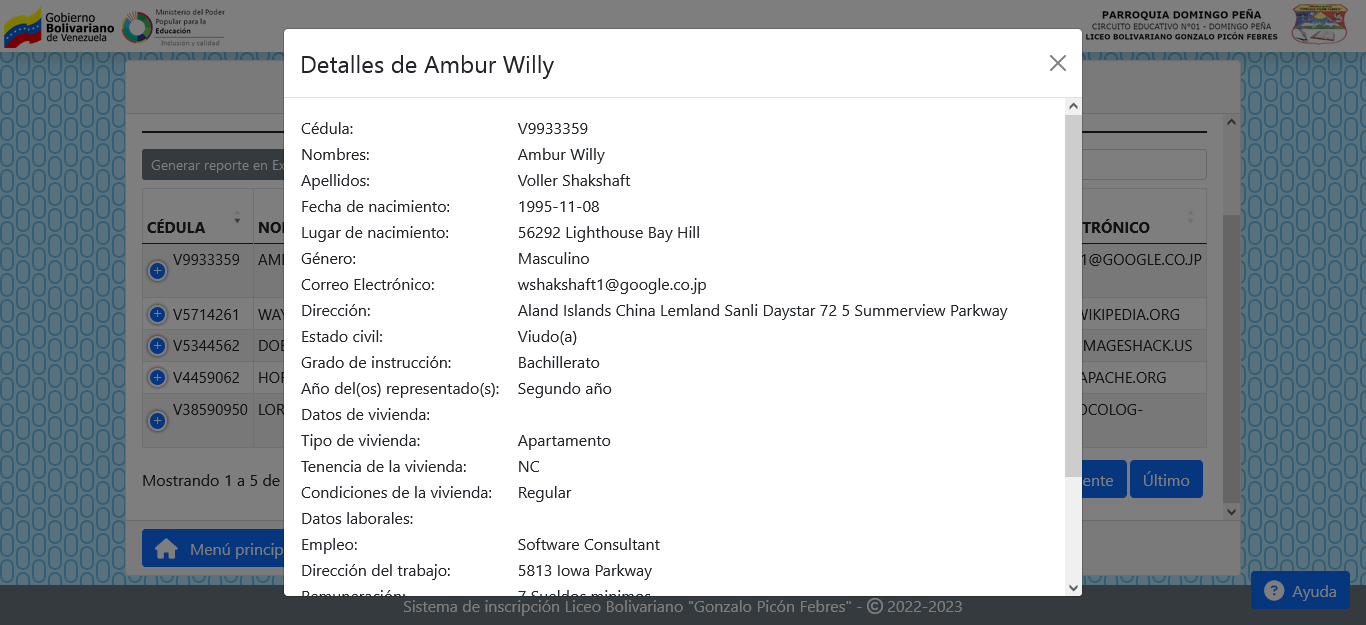 Gobierno
Bolivariano
de Venezuela
Ministerio del Poder
Popular para la
Educación
Inclusión y calidad
PARROQUIA DOMINGO PEÑA
CIRCUITO EDUCATIVO N°01 - DOMINGO PEÑA
LICEO BOLIVARIANO GONZALO PICÓN FEBRES
Detalles de Ambur Willy
Cédula: V9933359
Nombres: Ambur Willy
Apellidos: Voller Shakshaft
Fecha de nacimiento: 1995-11-08
Lugar de nacimiento: 56292 Lighthouse Bay Hill
Género: Masculino
Correo Electrónico: wshakshaft1@google.co.jp
Dirección: Aland Islands China Lemland Sanli Daystar 72 5 Summerview Parkway
Estado civil: Viudo(a)
Grado de instrucción: Bachillerato
Año del(os) representado(s): Segundo año
Datos de vivienda:
Tipo de vivienda: Apartamento
Tenencia de la vivienda: NC
Condiciones de la vivienda: Regular
Datos laborales:
Empleo: Software Consultant
Dirección del trabajo: 5813 Iowa Parkway
Remuneración: 7 Sueldos minimos
Generar reporte en Ex
CÉDULA NO TRÓNICO
V9933359 AM 1@GOOGLE.CO.JP
V5714261 WA VIKIPEDIA.ORG
V5344562 DOE MAGESHACK.US
V4459062 HO APACHE.ORG
V38590950 LOR OCOLOG-
Mostrando 1 a 5 de
ente Último
Menú princip
Ayuda
Sistema de inscripción Liceo Bolivariano "Gonzalo Picón Febres" - © 2022-2023